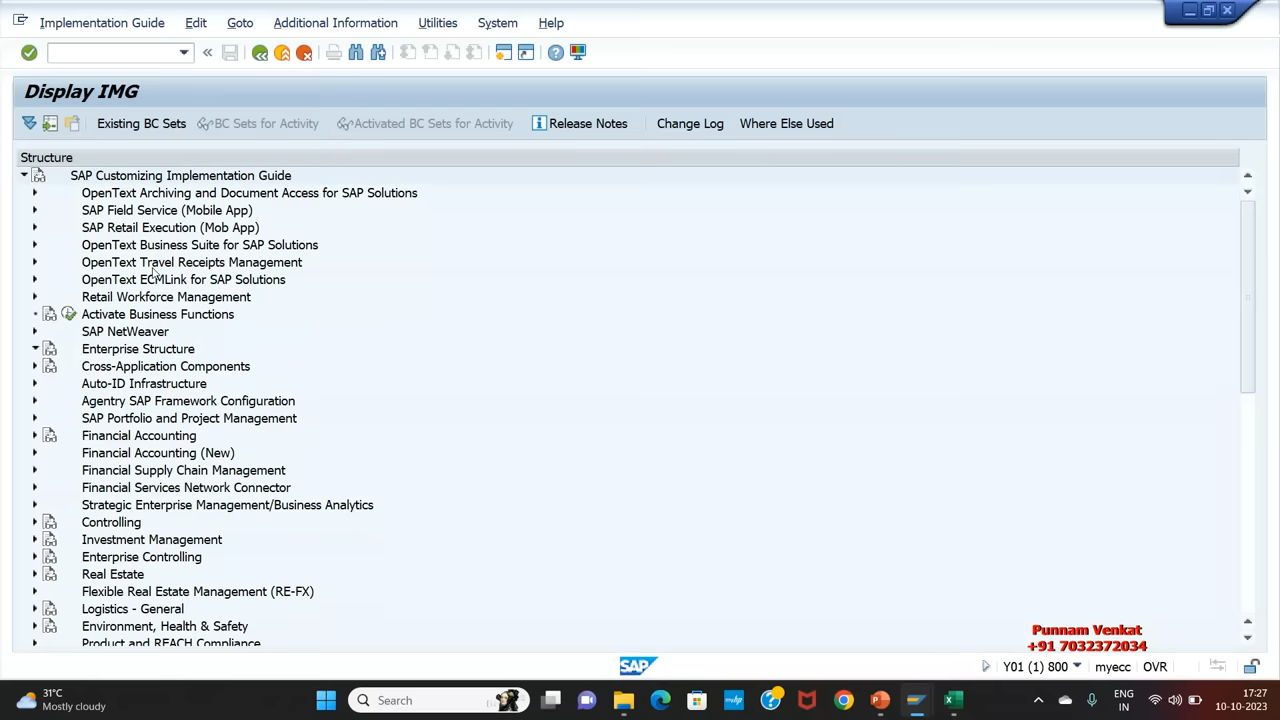 Implementation Guide Edit Goto Additional Information Utilities System Help
Display IMG
Existing BC Sets BC Sets for Activity Activated BC Sets for Activity Release Notes Change Log Where Else Used
Structure
SAP Customizing Implementation Guide
OpenText Archiving and Document Access for SAP Solutions
SAP Field Service (Mobile App)
SAP Retail Execution (Mob App)
OpenText Business Suite for SAP Solutions
OpenText Travel Receipts Management
OpenText ECMLink for SAP Solutions
Retail Workforce Management
Activate Business Functions
SAP NetWeaver
Enterprise Structure
Cross-Application Components
Auto-ID Infrastructure
Agentry SAP Framework Configuration
SAP Portfolio and Project Management
Financial Accounting
Financial Accounting (New)
Financial Supply Chain Management
Financial Services Network Connector
Strategic Enterprise Management/Business Analytics
Controlling
Investment Management
Enterprise Controlling
Real Estate
Flexible Real Estate Management (RE-FX)
Logistics - General
Environment, Health & Safety
Product and REACH Compliance
Punnam Venkat
+91 7032372034
SAP Y01 (1) 800 myecc OVR
31°C
Mostly cloudy
Search
ENG
IN
17:27
10-10-2023